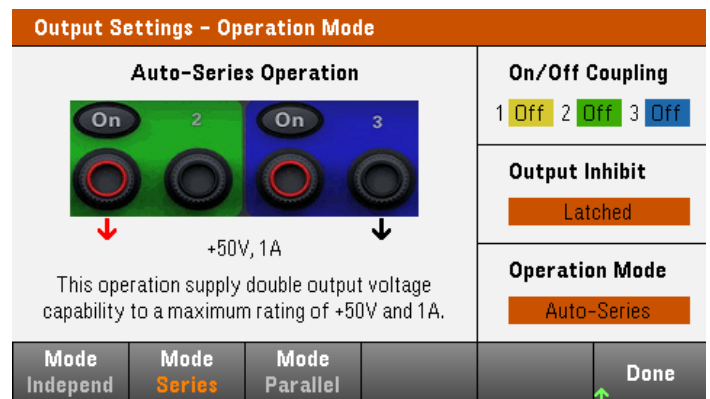 Output Settings - Operation Mode
Auto-Series Operation
On 2 On 3
+50V, 1A
This operation supply double output voltage
capability to a maximum rating of +50V and 1A.
On/Off Coupling
1 Off 2 Off 3 Off
Output Inhibit
Latched
Operation Mode
Auto-Series
Mode Mode Mode
Independ Series Parallel
Done